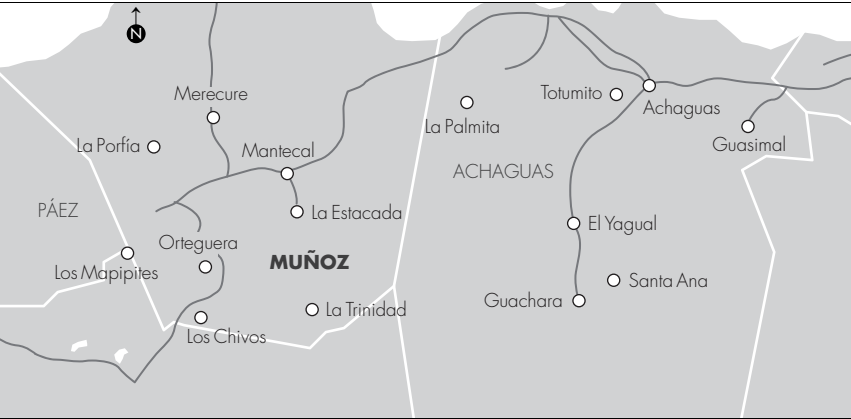 N
Merecure
Totumito
Achaguas
La Palmita
Guasimal
La Porfía
Mantecal
ACHAGUAS
PÁEZ
La Estacada
El Yagual
Orteguera
MUÑOZ
Los Mapipites
Santa Ana
Guachara
La Trinidad
Los Chivos